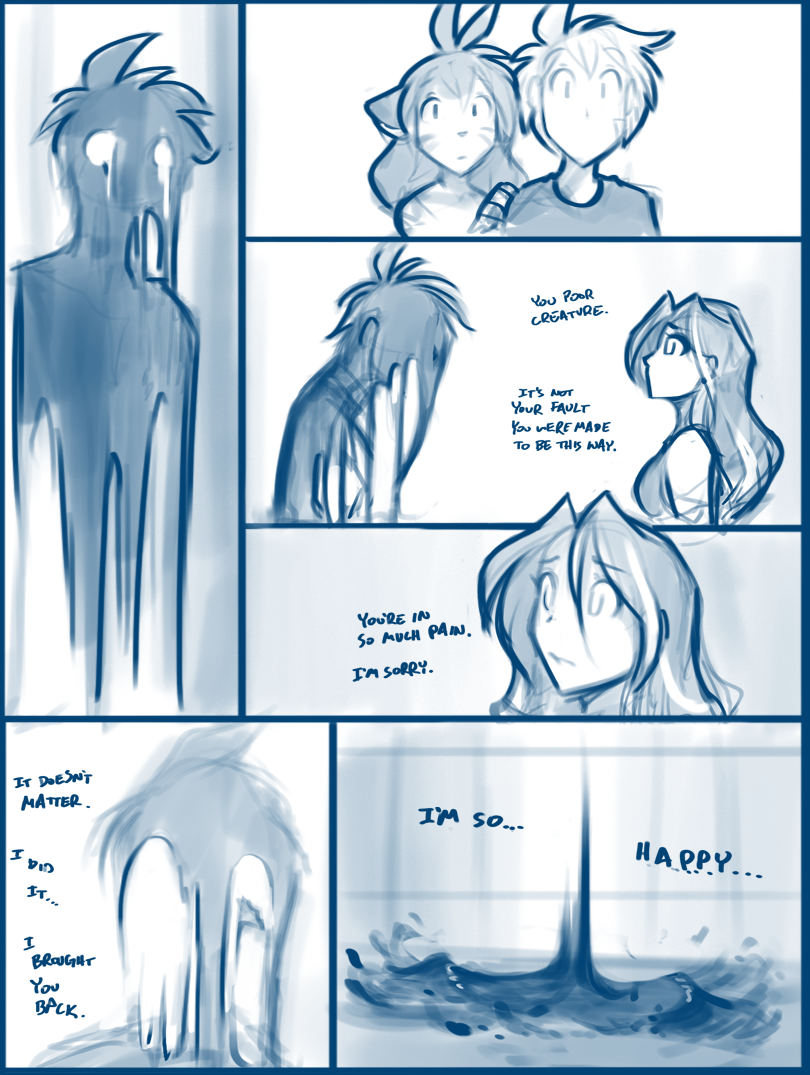 YOU POOR
CREATURE.
IT'S NOT
YOUR FAULT
YOU WERE MADE
TO BE THIS WAY.
YOU'RE IN
SO MUCH PAIN.
I'M SORRY.
IT DOESN'T
MATTER.
I
DID
IT...
I
BROUGHT
YOU
BACK.
I'M SO...
HAPPY...